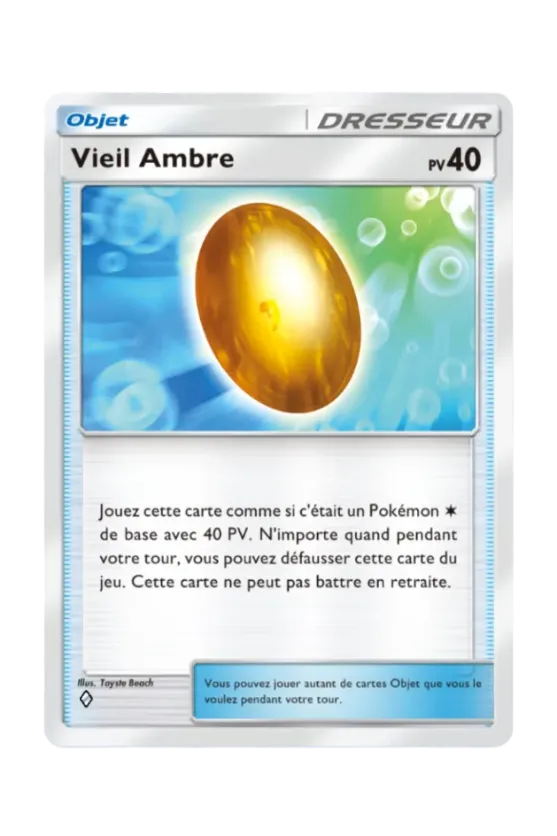 Objet
DRESSEUR
Vieil Ambre
PV40
Jouez cette carte comme si c'était un Pokémon ✶
de base avec 40 PV. N'importe quand pendant
votre tour, vous pouvez défausser cette carte du
jeu. Cette carte ne peut pas battre en retraite.
Illus. Toyste Beach
Vous pouvez jouer autant de cartes Objet que vous le
voulez pendant votre tour.